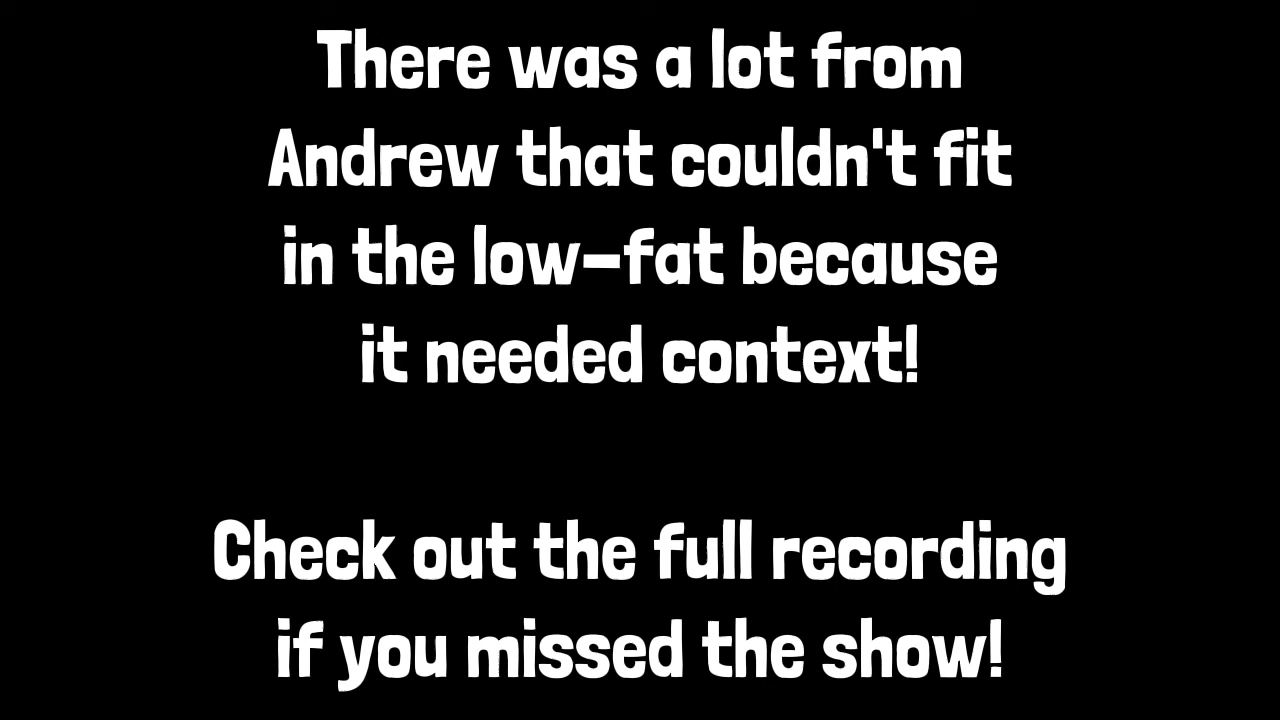 There was a lot from
Andrew that couldn't fit
in the low-fat because
it needed context!
Check out the full recording
if you missed the show!